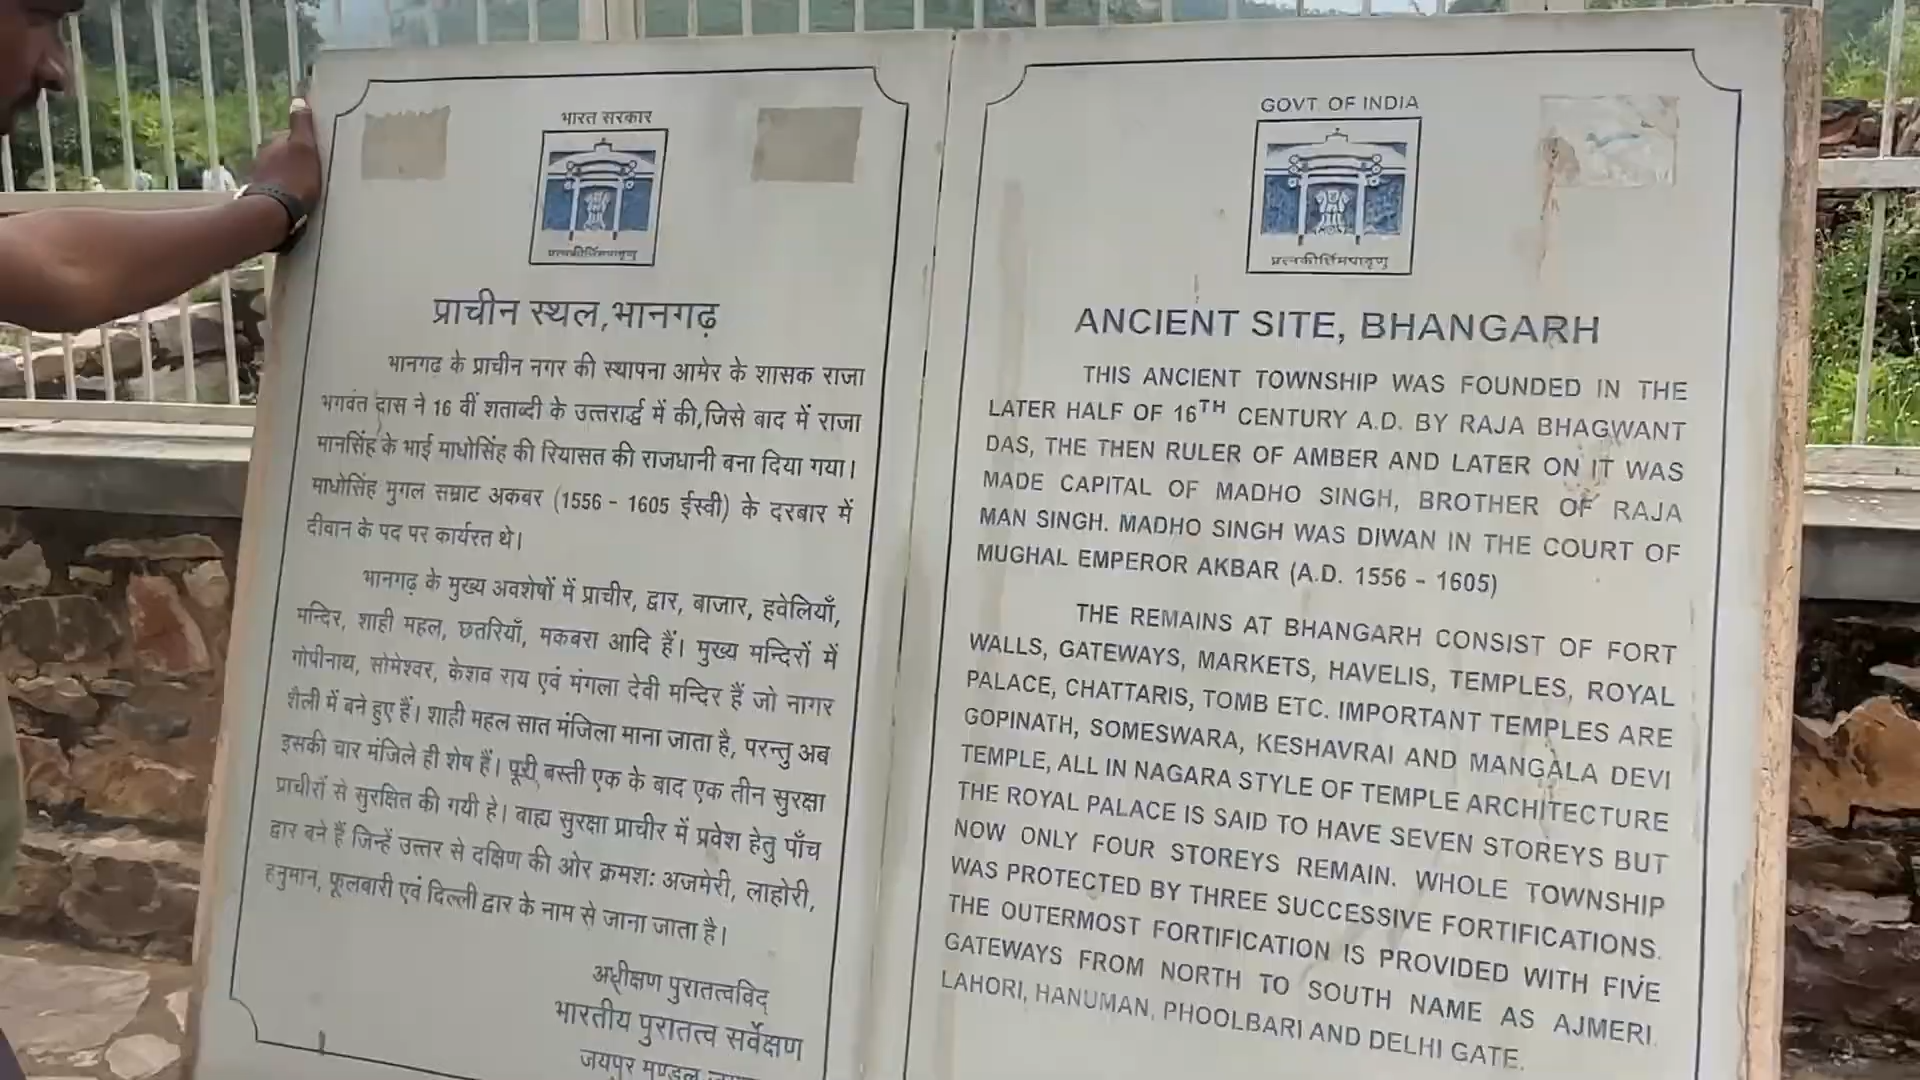 भारत सरकार
प्रत्नकीर्तिमपावृणु
प्राचीन स्थल,भानगढ़
भानगढ़ के प्राचीन नगर की स्थापना आमेर के शासक राजा
भगवंत दास ने 16 वीं शताब्दी के उत्तरार्द्ध में की,जिसे बाद में राजा
मानसिंह के भाई माधोसिंह की रियासत की राजधानी बना दिया गया।
माधोसिंह मुगल सम्राट अकबर (1556 - 1605 ईस्वी) के दरबार में
दीवान के पद पर कार्यरत थे।
भानगढ़ के मुख्य अवशेषों में प्राचीर, द्वार, बाजार, हवेलियाँ,
मन्दिर, शाही महल, छतरियाँ, मकबरा आदि हैं। मुख्य मन्दिरों में
गोपीनाथ, सोमेश्वर, केशव राय एवं मंगला देवी मन्दिर हैं जो नागर
शैली में बने हुए हैं। शाही महल सात मंजिला माना जाता है, परन्तु अब
इसकी चार मंजिले ही शेष हैं। पूरी बस्ती एक के बाद एक तीन सुरक्षा
प्राचीरों से सुरक्षित की गयी हे। बाह्य सुरक्षा प्राचीर में प्रवेश हेतु पाँच
द्वार बने हैं जिन्हें उत्तर से दक्षिण की ओर क्रमशः अजमेरी, लाहोरी,
हनुमान, फूलबारी एवं दिल्ली द्वार के नाम से जाना जाता है।
अधीक्षण पुरातत्वविद्
भारतीय पुरातत्व सर्वेक्षण
जयपुर मण्डल
GOVT. OF INDIA
प्रत्नकीर्तिमपावृणु
ANCIENT SITE, BHANGARH
THIS ANCIENT TOWNSHIP WAS FOUNDED IN THE
LATER HALF OF 16TH CENTURY A.D. BY RAJA BHAGWANT
DAS, THE THEN RULER OF AMBER AND LATER ON IT WAS
MADE CAPITAL OF MADHO SINGH, BROTHER OF RAJA
MAN SINGH. MADHO SINGH WAS DIWAN IN THE COURT OF
MUGHAL EMPEROR AKBAR (A.D. 1556 - 1605)
THE REMAINS AT BHANGARH CONSIST OF FORT
WALLS, GATEWAYS, MARKETS, HAVELIS, TEMPLES, ROYAL
PALACE, CHATTARIS, TOMB ETC. IMPORTANT TEMPLES ARE
GOPINATH, SOMESWARA, KESHAVRAI AND MANGALA DEVI
TEMPLE, ALL IN NAGARA STYLE OF TEMPLE ARCHITECTURE
THE ROYAL PALACE IS SAID TO HAVE SEVEN STOREYS BUT
NOW ONLY FOUR STOREYS REMAIN. WHOLE TOWNSHIP
WAS PROTECTED BY THREE SUCCESSIVE FORTIFICATIONS.
THE OUTERMOST FORTIFICATION IS PROVIDED WITH FIVE
GATEWAYS FROM NORTH TO SOUTH NAME AS AJMERI.
LAHORI, HANUMAN, PHOOLBARI AND DELHI GATE.